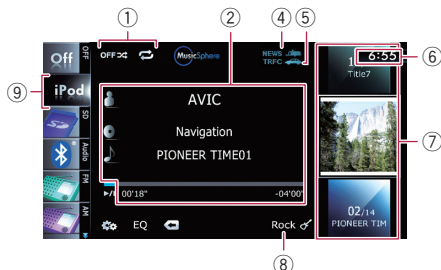 ① ② ④ ⑤
Off OFF
OFF
MusicSphere
NEWS
TRFC
6:55 ⑥
Title7
⑨
iPod
SD
AVIC
Audio
Navigation
⑦
FM
PIONEER TIME01
AM
00'18" -04'00"
02/14
PIONEER TIM
EQ
Rock
⑧